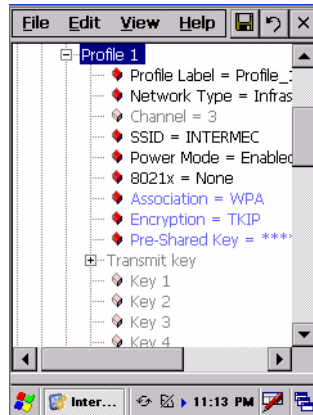 File Edit View Help
Profile 1
Profile Label = Profile_
Network Type = Infras
Channel = 3
SSID = INTERMEC
Power Mode = Enabled
8021x = None
Association = WPA
Encryption = TKIP
Pre-Shared Key = ****
Transmit key
Key 1
Key 2
Key 3
Key 4
Inter... 11:13 PM